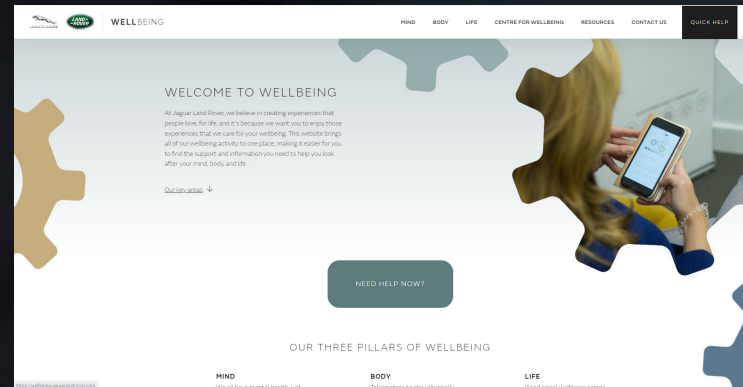 LAND-
ROVER
WELLBEING
MIND BODY LIFE CENTRE FOR WELLBEING RESOURCES CONTACT US QUICK HELP
WELCOME TO WELLBEING
At Jaguar Land Rover, we believe in creating experiences that
people love, for life, and it's because we want you to enjoy those
experiences that we care for your wellbeing. This website brings
all of our wellbeing activity to one place, making it easier for you
to find the support and information you need to help you look
after your mind, body, and life.
Our key areas ↓
NEED HELP NOW?
OUR THREE PILLARS OF WELLBEING
MIND BODY LIFE
https://wellbeing.jaguarlandrover.com